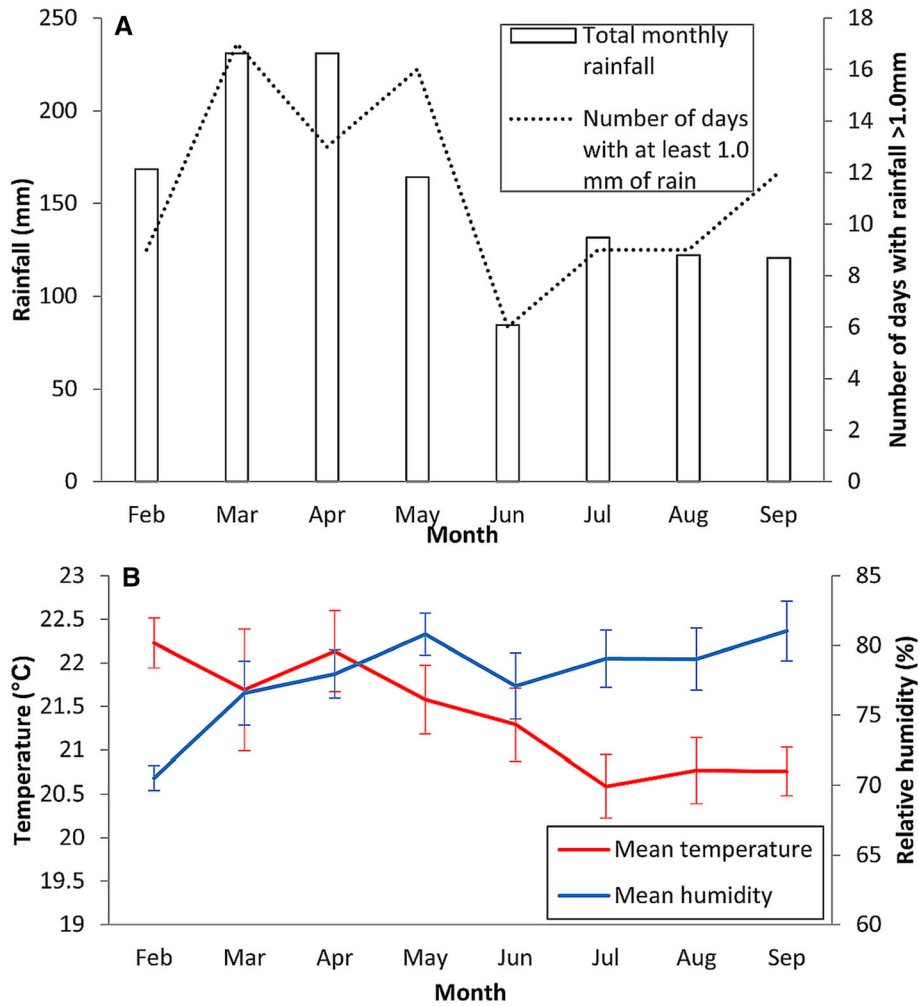 A
250
200
150
100
50
0
Rainfall (mm)
Total monthly
rainfall
Number of days
with at least 1.0
mm of rain
18
16
14
12
10
8
6
4
2
0
Number of days with rainfall >1.0mm
Feb Mar Apr May Jun Jul Aug Sep
Month
B
23
22.5
22
21.5
21
20.5
20
19.5
19
Temperature (°C)
85
80
75
70
65
60
Relative humidity (%)
Mean temperature
Mean humidity
Feb Mar Apr May Jun Jul Aug Sep
Month